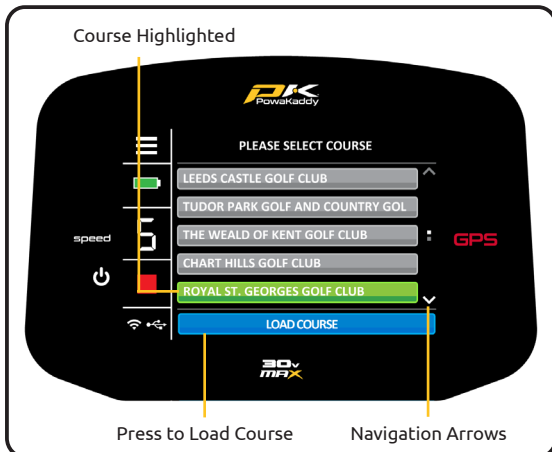 Course Highlighted
PK
PowaKaddy
PLEASE SELECT COURSE
LEEDS CASTLE GOLF CLUB
TUDOR PARK GOLF AND COUNTRY GOL
speed
5
THE WEALD OF KENT GOLF CLUB
GPS
CHART HILLS GOLF CLUB
ROYAL ST. GEORGES GOLF CLUB
LOAD COURSE
30V
MAX
Press to Load Course
Navigation Arrows